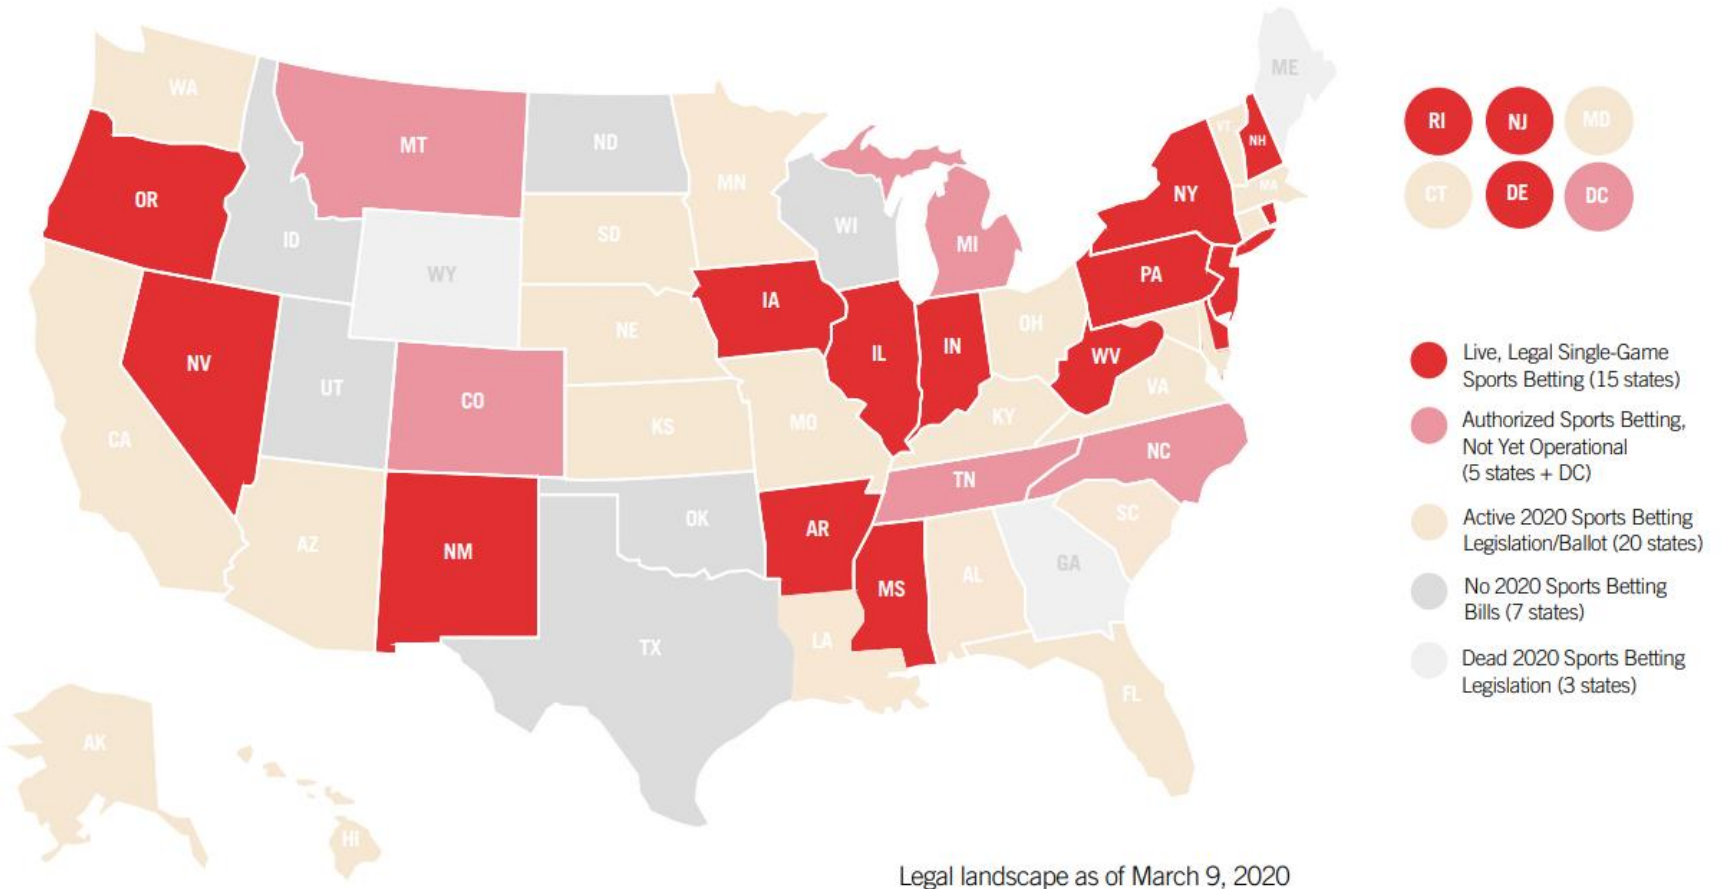 ME
WA
RI
NJ
MD
VT
NH
MT
ND
OR
MN
MA
NY
CT
DE
DC
WI
SD
ID
MI
WY
PA
IA
NE
OH
IL
IN
WV
NV
UT
CO
VA
KS
MO
KY
CA
NC
TN
OK
SC
AR
AZ
NM
GA
AL
MS
TX
LA
FL
AK
HI
Live, Legal Single-Game
Sports Betting (15 states)
Authorized Sports Betting,
Not Yet Operational
(5 states + DC)
Active 2020 Sports Betting
Legislation/Ballot (20 states)
No 2020 Sports Betting
Bills (7 states)
Dead 2020 Sports Betting
Legislation (3 states)
Legal landscape as of March 9, 2020